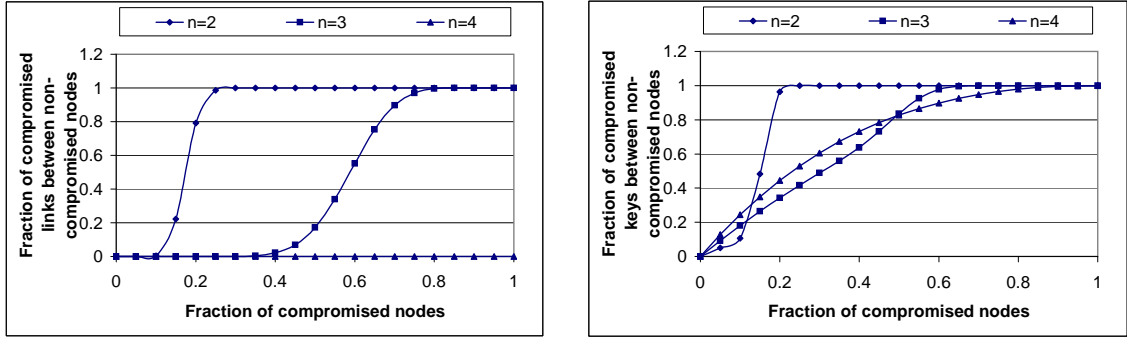 n=2 n=3 n=4
Fraction of compromised
links between non-
compromised nodes
1.2
1
0.8
0.6
0.4
0.2
0
0 0.2 0.4 0.6 0.8 1
Fraction of compromised nodes
n=2 n=3 n=4
Fraction of compromised
keys between non-
compromised nodes
1.2
1
0.8
0.6
0.4
0.2
0
0 0.2 0.4 0.6 0.8 1
Fraction of compromised nodes